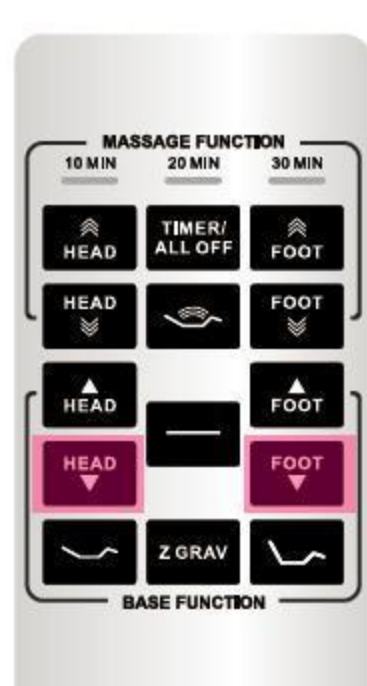 MASSAGE FUNCTION
10 MIN 20 MIN 30 MIN
HEAD TIMER/ ALL OFF FOOT
HEAD FOOT
HEAD FOOT
HEAD FOOT
Z GRAV
BASE FUNCTION